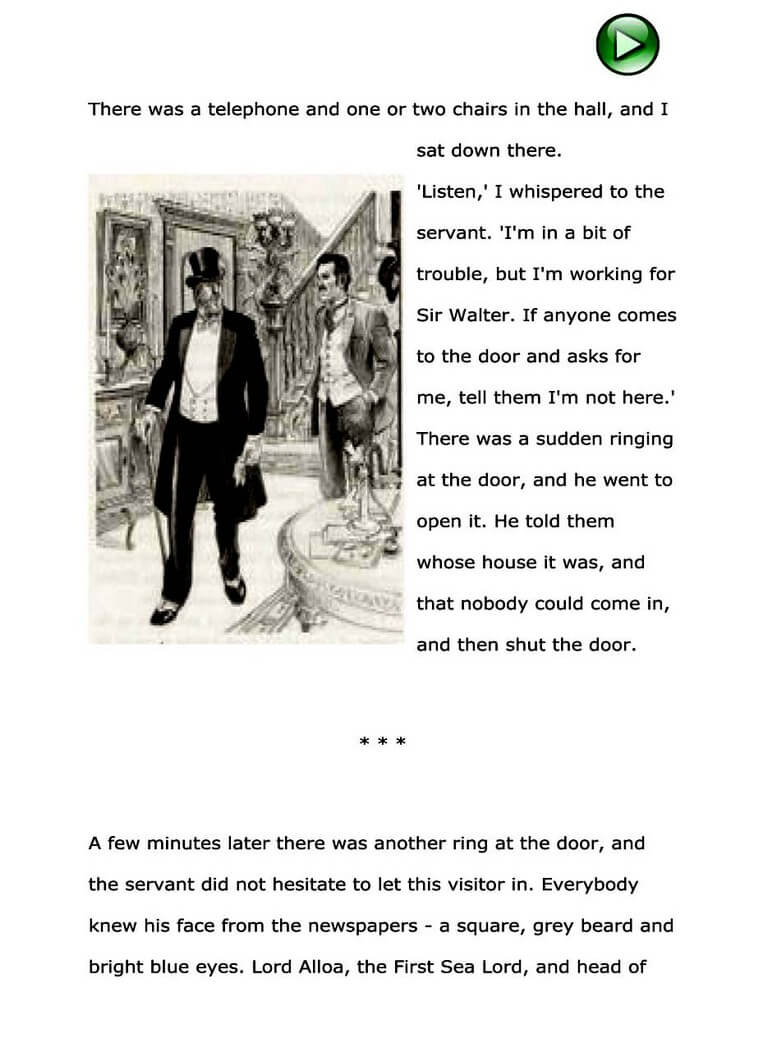 There was a telephone and one or two chairs in the hall, and I
sat down there.
'Listen,' I whispered to the
servant. 'I'm in a bit of
trouble, but I'm working for
Sir Walter. If anyone comes
to the door and asks for
me, tell them I'm not here.'
There was a sudden ringing
at the door, and he went to
open it. He told them
whose house it was, and
that nobody could come in,
and then shut the door.
* * *
A few minutes later there was another ring at the door, and
the servant did not hesitate to let this visitor in. Everybody
knew his face from the newspapers - a square, grey beard and
bright blue eyes. Lord Alloa, the First Sea Lord, and head of